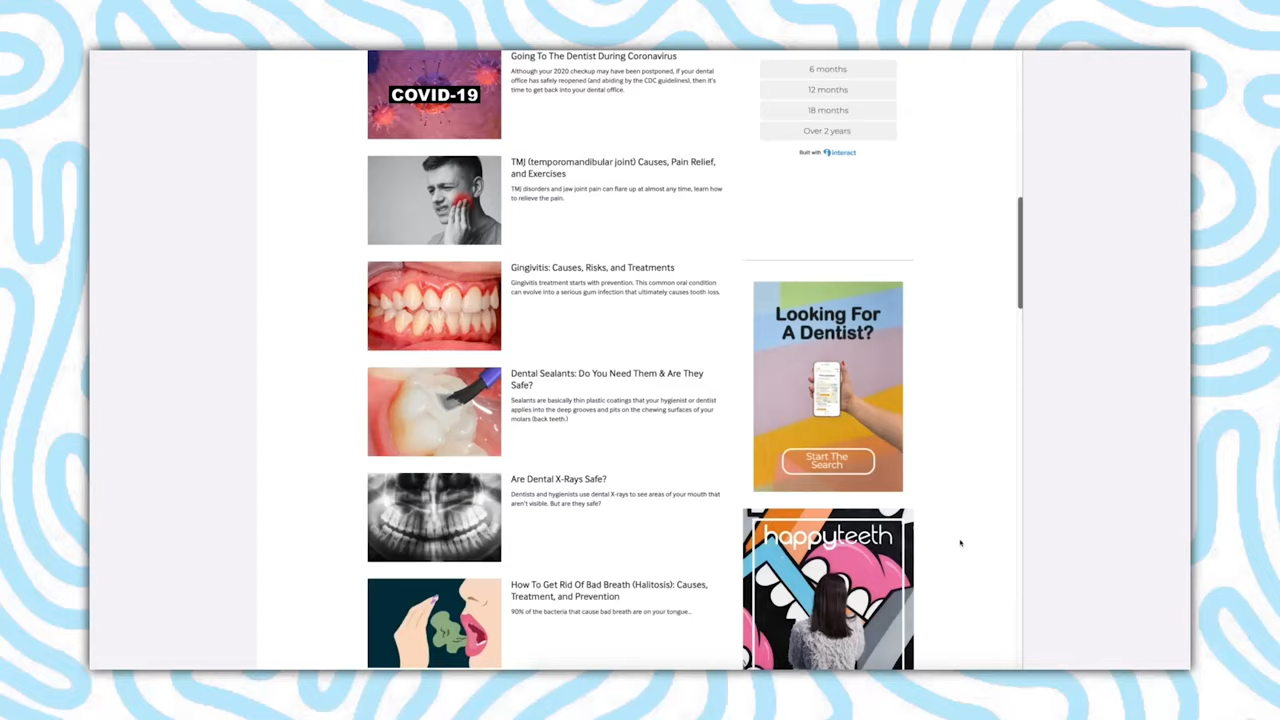 Going To The Dentist During Coronavirus
Although your 2020 checkup may have been postponed, if your dental
office has safely reopened (and abiding by the CDC guidelines), then it's
time to get back into your dental office.
COVID-19
TMJ (temporomandibular joint) Causes, Pain Relief,
and Exercises
TMJ disorders and jaw joint pain can flare up at almost any time, learn how
to relieve the pain.
Gingivitis: Causes, Risks, and Treatments
Gingivitis treatment starts with prevention. This common oral condition
can evolve into a serious gum infection that ultimately causes tooth loss.
Dental Sealants: Do You Need Them & Are They
Safe?
Sealants are basically thin plastic coatings that your hygienist or dentist
applies into the deep grooves and pits on the chewing surfaces of your
molars (back teeth.)
Are Dental X-Rays Safe?
Dentists and hygienists use dental X-rays to see areas of your mouth that
aren't visible. But are they safe?
How To Get Rid Of Bad Breath (Halitosis): Causes,
Treatment, and Prevention
90% of the bacteria that cause bad breath are on your tongue...
6 months
12 months
18 months
Over 2 years
Built with interact
Looking For
A Dentist?
Start The
Search
happyteeth